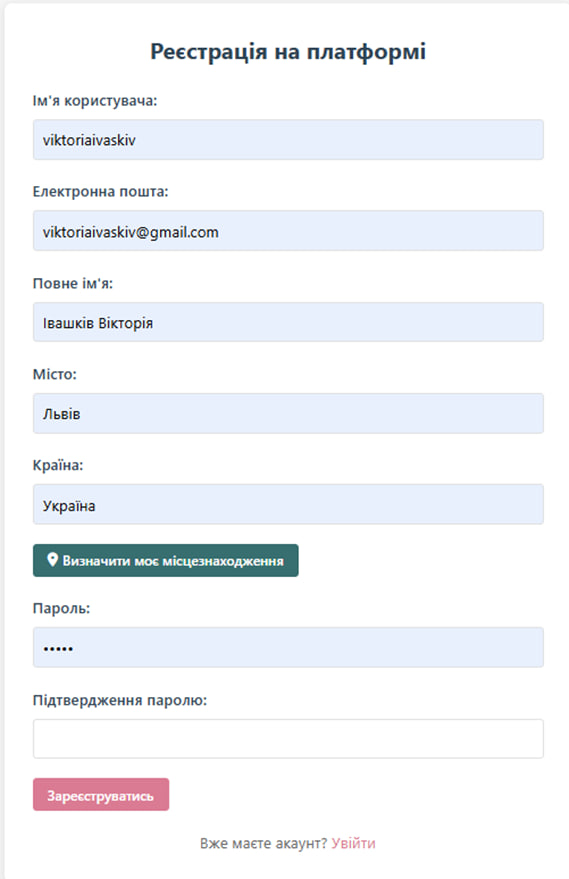 Реєстрація на платформі
Ім'я користувача:
viktoriaivaskiv
Електронна пошта:
viktoriaivaskiv@gmail.com
Повне ім'я:
Івашків Вікторія
Місто:
Львів
Країна:
Україна
Визначити моє місцезнаходження
Пароль:
•••••
Підтвердження паролю:
Зареєструватись
Вже маєте акаунт? Увійти